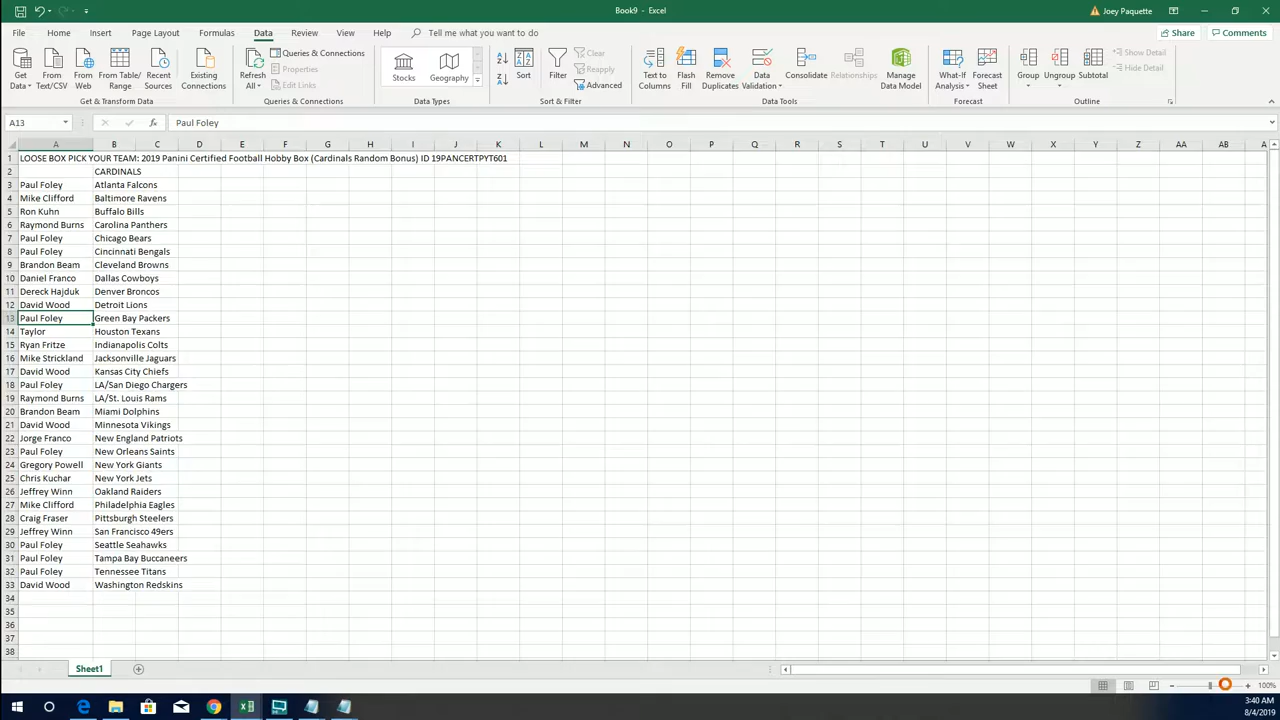 Book9 - Excel
Joey Paquette
File Home Insert Page Layout Formulas Data Review View Help Tell me what you want to do
Share Comments
Get Data
From Text/CSV
From Web
From Table/Range
Recent Sources
Existing Connections
Get & Transform Data
Refresh All
Queries & Connections
Properties
Edit Links
Queries & Connections
Stocks
Geography
Data Types
Sort
Filter
Clear
Reapply
Advanced
Sort & Filter
Text to Columns
Flash Fill
Remove Duplicates
Data Validation
Consolidate
Relationships
Manage Data Model
Data Tools
What-If Analysis
Forecast Sheet
Forecast
Group
Ungroup
Subtotal
Show Detail
Hide Detail
Outline
A13 fx Paul Foley
A B C D E F G H I J K L M N O P Q R S T U V W X Y Z AA AB A
1 LOOSE BOX PICK YOUR TEAM: 2019 Panini Certified Football Hobby Box (Cardinals Random Bonus) ID 19PANCERTPYT601
2 CARDINALS
3 Paul Foley Atlanta Falcons
4 Mike Clifford Baltimore Ravens
5 Ron Kuhn Buffalo Bills
6 Raymond Burns Carolina Panthers
7 Paul Foley Chicago Bears
8 Paul Foley Cincinnati Bengals
9 Brandon Beam Cleveland Browns
10 Daniel Franco Dallas Cowboys
11 Dereck Hajduk Denver Broncos
12 David Wood Detroit Lions
13 Paul Foley Green Bay Packers
14 Taylor Houston Texans
15 Ryan Fritze Indianapolis Colts
16 Mike Strickland Jacksonville Jaguars
17 David Wood Kansas City Chiefs
18 Paul Foley LA/San Diego Chargers
19 Raymond Burns LA/St. Louis Rams
20 Brandon Beam Miami Dolphins
21 David Wood Minnesota Vikings
22 Jorge Franco New England Patriots
23 Paul Foley New Orleans Saints
24 Gregory Powell New York Giants
25 Chris Kuchar New York Jets
26 Jeffrey Winn Oakland Raiders
27 Mike Clifford Philadelphia Eagles
28 Craig Fraser Pittsburgh Steelers
29 Jeffrey Winn San Francisco 49ers
30 Paul Foley Seattle Seahawks
31 Paul Foley Tampa Bay Buccaneers
32 Paul Foley Tennessee Titans
33 David Wood Washington Redskins
34
35
36
37
38
Sheet1
100%
3:40 AM
8/4/2019